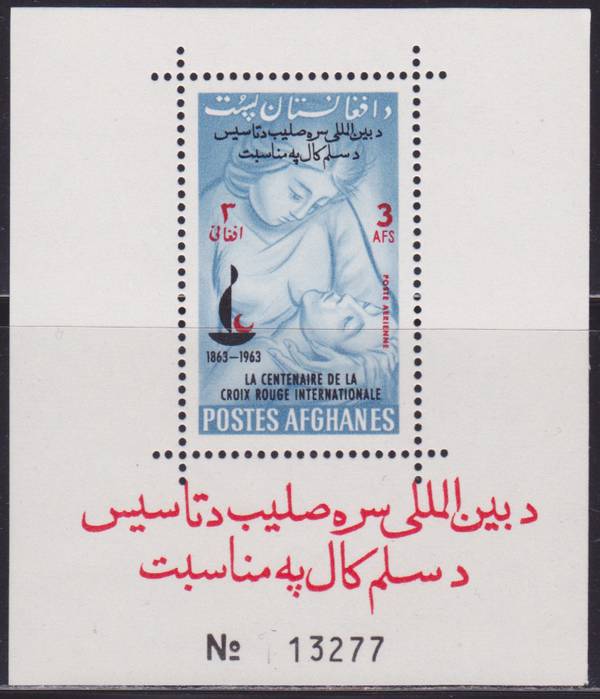 د افغانستان پُست
د بین المللی سره صلیب د تاسیس
د سلم کال په مناسبت
۳ 3
افغانی AFS
POSTE AERIENNE
1863–1963
LA CENTENAIRE DE LA
CROIX ROUGE INTERNATIONALE
POSTES AFGHANES
د بین المللی سره صلیب د تاسیس
د سلم کال په مناسبت
№ 13277